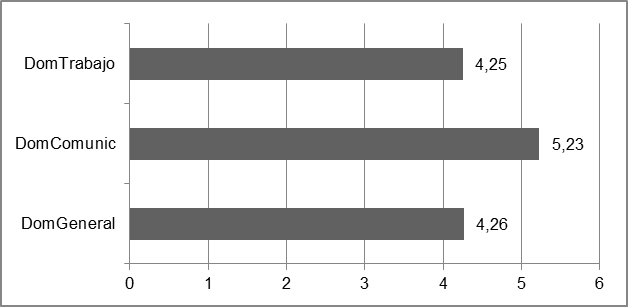 DomTrabajo 4,25
DomComunic 5,23
DomGeneral 4,26
0 1 2 3 4 5 6